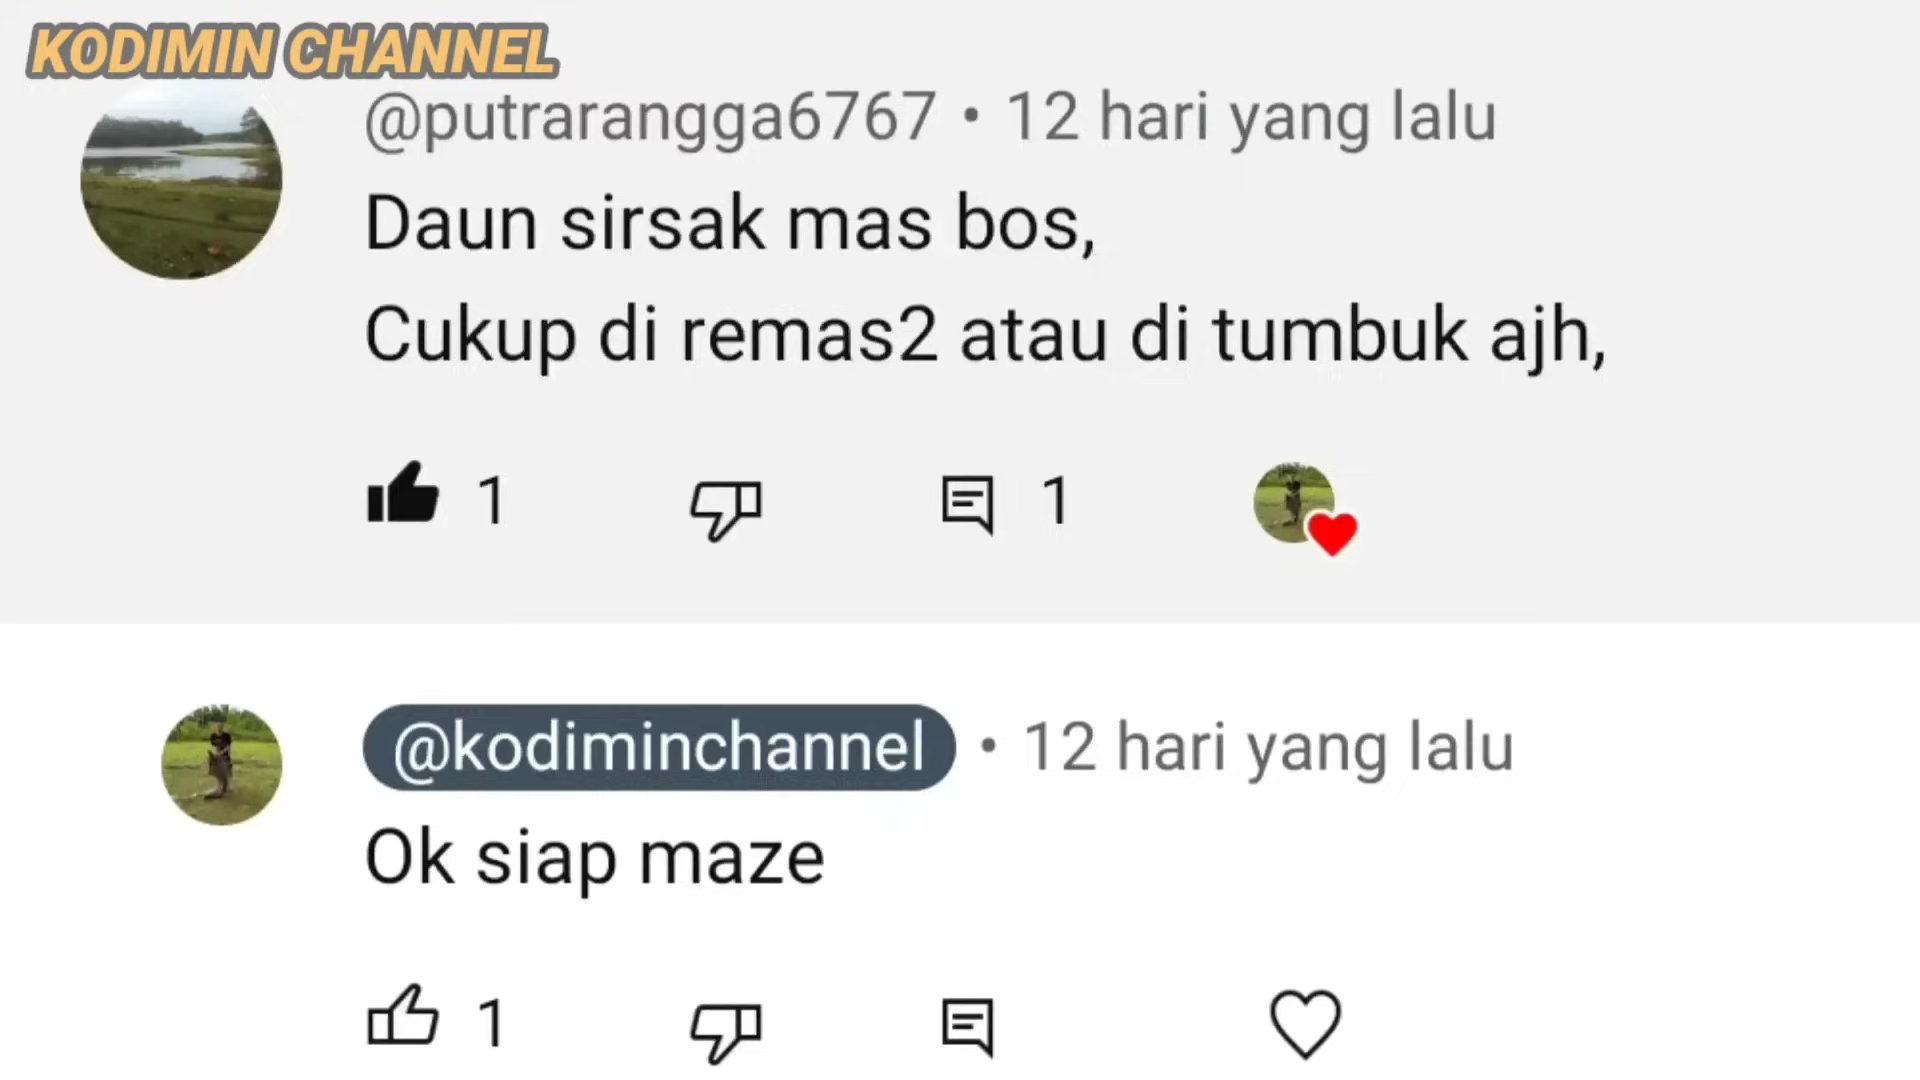 KODIMIN CHANNEL
@putrarangga6767 • 12 hari yang lalu
Daun sirsak mas bos,
Cukup di remas2 atau di tumbuk ajh,
1 1
@kodiminchannel • 12 hari yang lalu
Ok siap maze
1